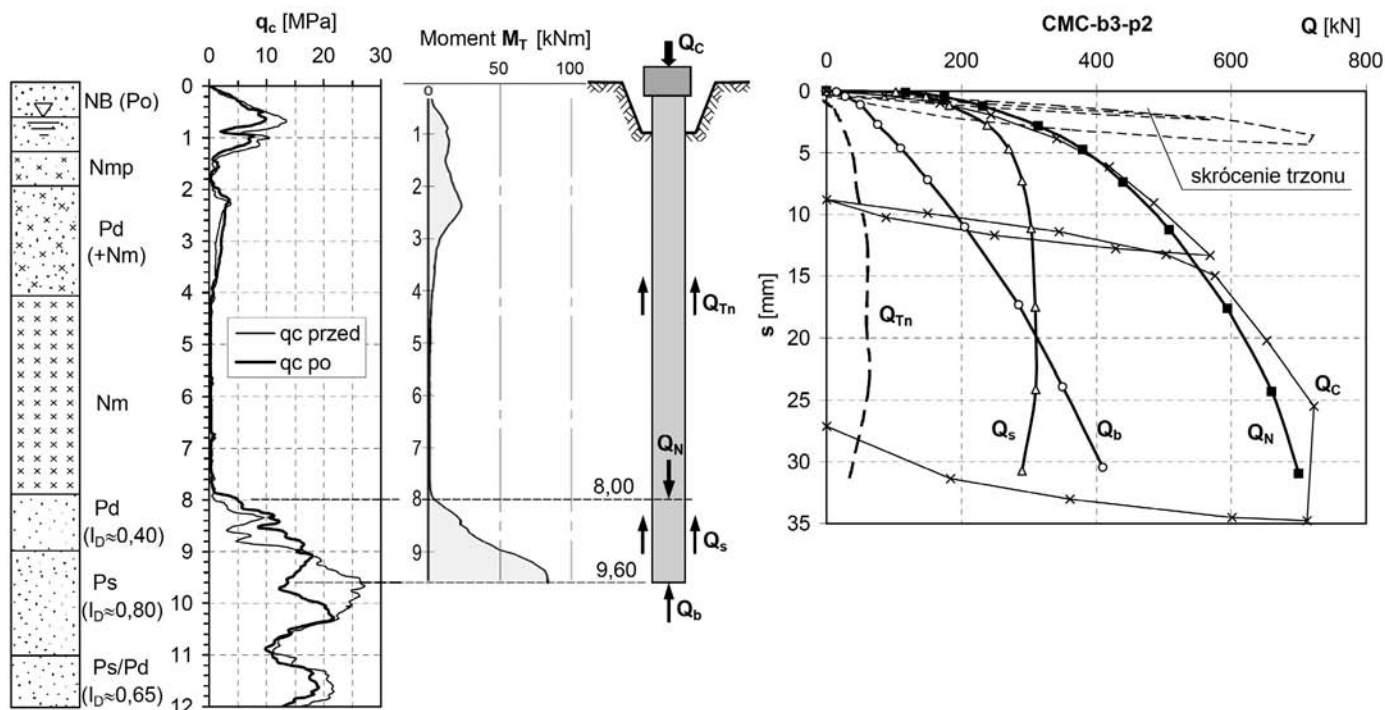 q_c [MPa]
0 10 20 30
0
1
2
3
4
5
6
7
8
9
10
11
12
NB (Po)
Nmp
Pd
(+Nm)
Nm
Pd
(I_D≈0,40)
Ps
(I_D≈0,80)
Ps/Pd
(I_D≈0,65)
qc przed
qc po
Moment M_T [kNm]
50 100
0
1
2
3
4
5
6
7
8
9
Q_C
Q_Tn
Q_N
8,00
Q_s
9,60
Q_b
CMC-b3-p2
Q [kN]
0 200 400 600 800
0
5
10
15
20
25
30
35
s [mm]
skrócenie trzonu
Q_Tn
Q_s
Q_b
Q_N
Q_C